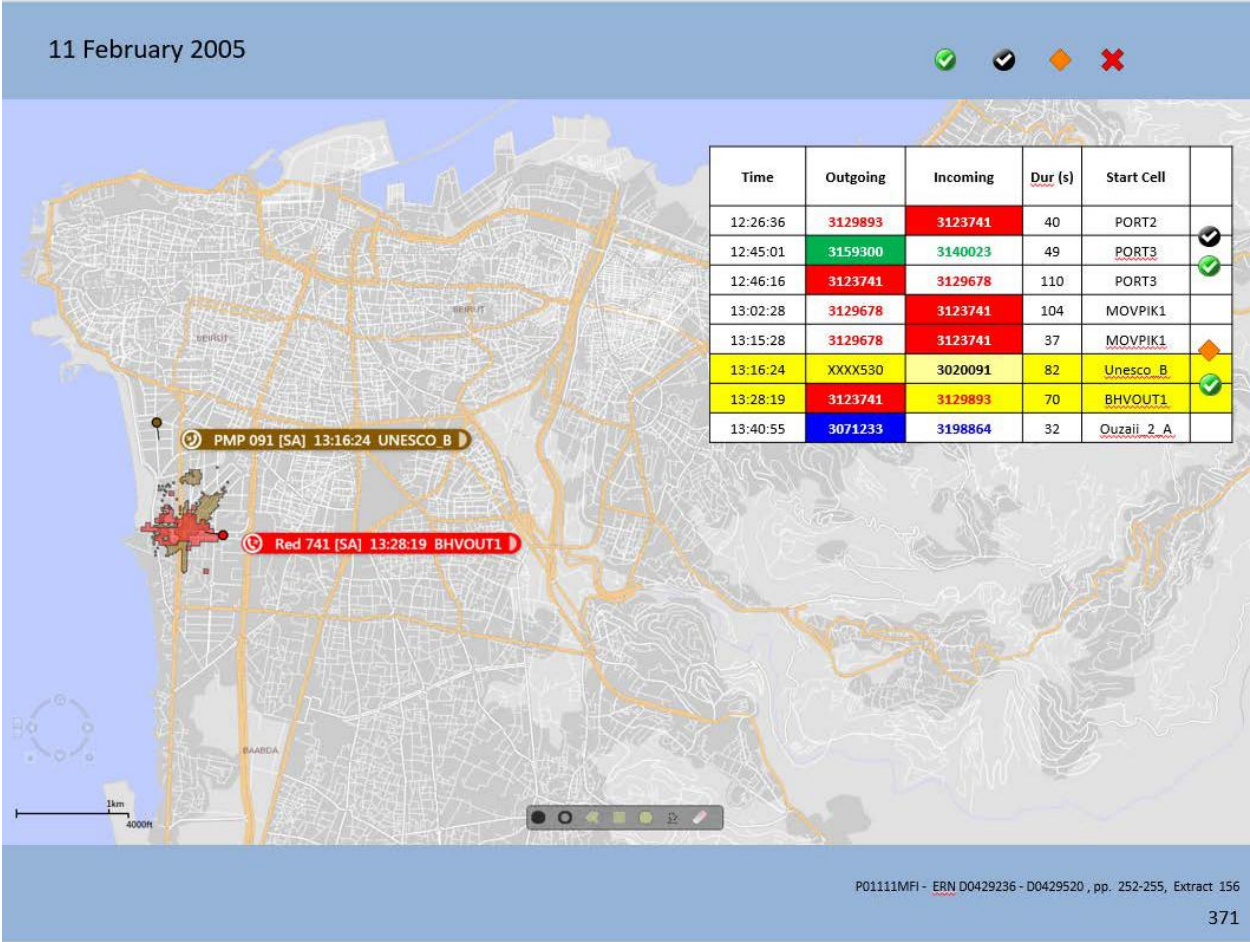 11 February 2005
Time Outgoing Incoming Dur (s) Start Cell
12:26:36 3129893 3123741 40 PORT2
12:45:01 3159300 3140023 49 PORT3
12:46:16 3123741 3129678 110 PORT3
13:02:28 3129678 3123741 104 MOVPIK1
13:15:28 3129678 3123741 37 MOVPIK1
13:16:24 XXXX530 3020091 82 Unesco_B
13:28:19 3123741 3129893 70 BHVOUT1
13:40:55 3071233 3198864 32 Ouzaii_2_A
BEIRUT
BEIRUT
PMP 091 [SA] 13:16:24 UNESCO_B
Red 741 [SA] 13:28:19 BHVOUT1
BAABDA
1km
4000ft
P01111MFI - ERN D0429236 - D0429520 , pp. 252-255, Extract 156
371